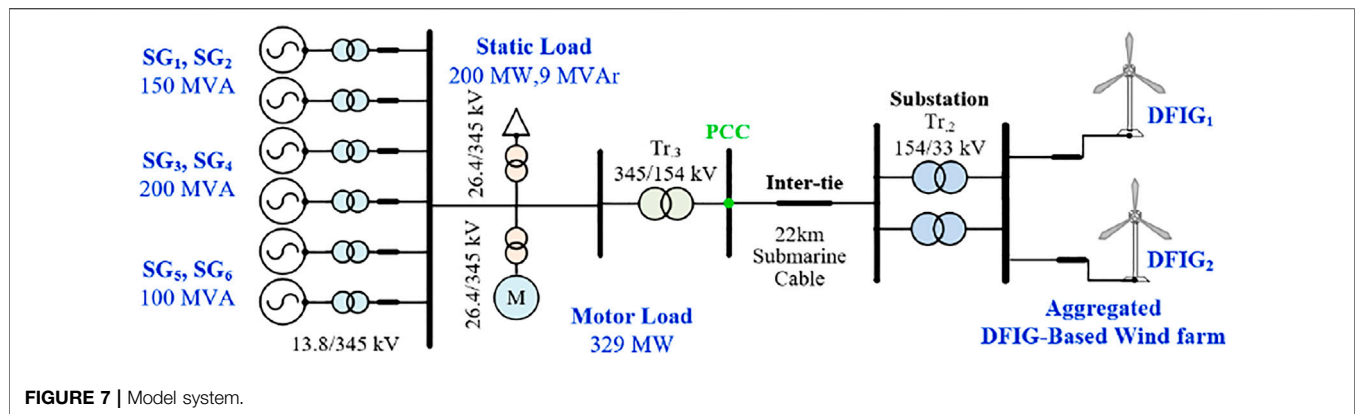 SG1, SG2
150 MVA
SG3, SG4
200 MVA
SG5, SG6
100 MVA
13.8/345 kV
Static Load
200 MW,9 MVAr
26.4/345 kV
26.4/345 kV
M
Motor Load
329 MW
Tr.3
345/154 kV
PCC
Inter-tie
22km
Submarine
Cable
Substation
Tr.2
154/33 kV
DFIG1
DFIG2
Aggregated
DFIG-Based Wind farm
FIGURE 7 | Model system.